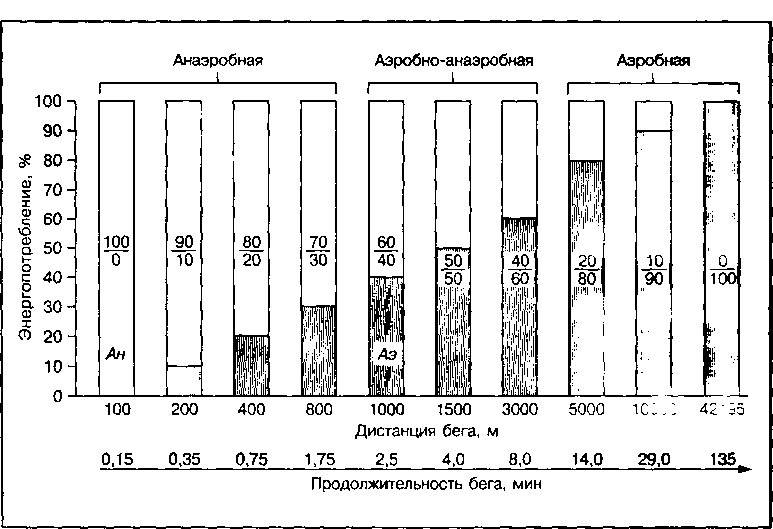 Анаэробная Аэробно-анаэробная Аэробная
Энергопотребление, %
100
90
80
70
60
50
40
30
20
10
0
100/0 90/10 80/20 70/30 60/40 50/50 40/60 20/80 10/90 0/100
Ан Аэ
100 200 400 800 1000 1500 3000 5000
Дистанция бега, м
0,15 0,35 0,75 1,75 2,5 4,0 8,0 14,0 29,0 135
Продолжительность бега, мин